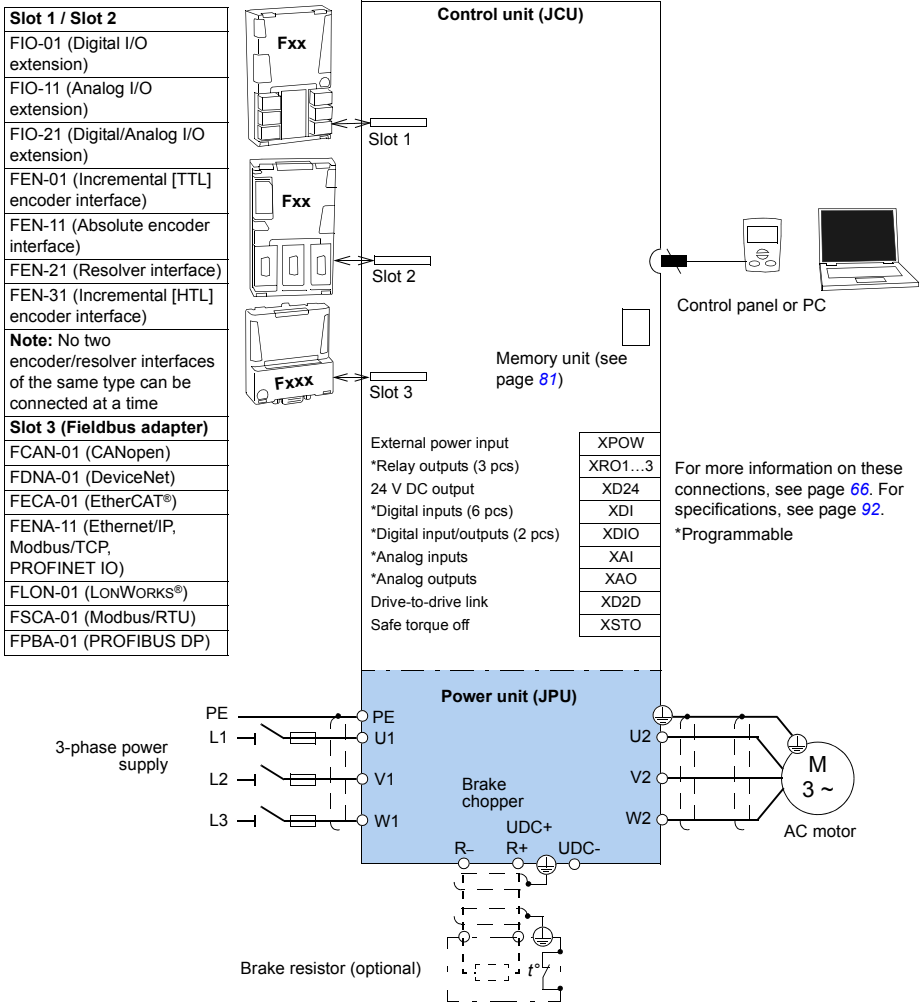 Slot 1 / Slot 2
FIO-01 (Digital I/O
extension)
FIO-11 (Analog I/O
extension)
FIO-21 (Digital/Analog I/O
extension)
FEN-01 (Incremental [TTL]
encoder interface)
FEN-11 (Absolute encoder
interface)
FEN-21 (Resolver interface)
FEN-31 (Incremental [HTL]
encoder interface)
Note: No two
encoder/resolver interfaces
of the same type can be
connected at a time
Slot 3 (Fieldbus adapter)
FCAN-01 (CANopen)
FDNA-01 (DeviceNet)
FECA-01 (EtherCAT®)
FENA-11 (Ethernet/IP,
Modbus/TCP,
PROFINET IO)
FLON-01 (LONWORKS®)
FSCA-01 (Modbus/RTU)
FPBA-01 (PROFIBUS DP)
Fxx
Fxx
Fxxx
Control unit (JCU)
Slot 1
Slot 2
Slot 3
Memory unit (see
page 81)
Control panel or PC
External power input XPOW
*Relay outputs (3 pcs) XRO1…3
24 V DC output XD24
*Digital inputs (6 pcs) XDI
*Digital input/outputs (2 pcs) XDIO
*Analog inputs XAI
*Analog outputs XAO
Drive-to-drive link XD2D
Safe torque off XSTO
For more information on these
connections, see page 66. For
specifications, see page 92.
*Programmable
Power unit (JPU)
3-phase power
supply
PE PE
L1 U1 U2
L2 V1 V2
L3 W1 W2
M
3 ~
AC motor
Brake
chopper
UDC+
R– R+ UDC-
Brake resistor (optional)
t°